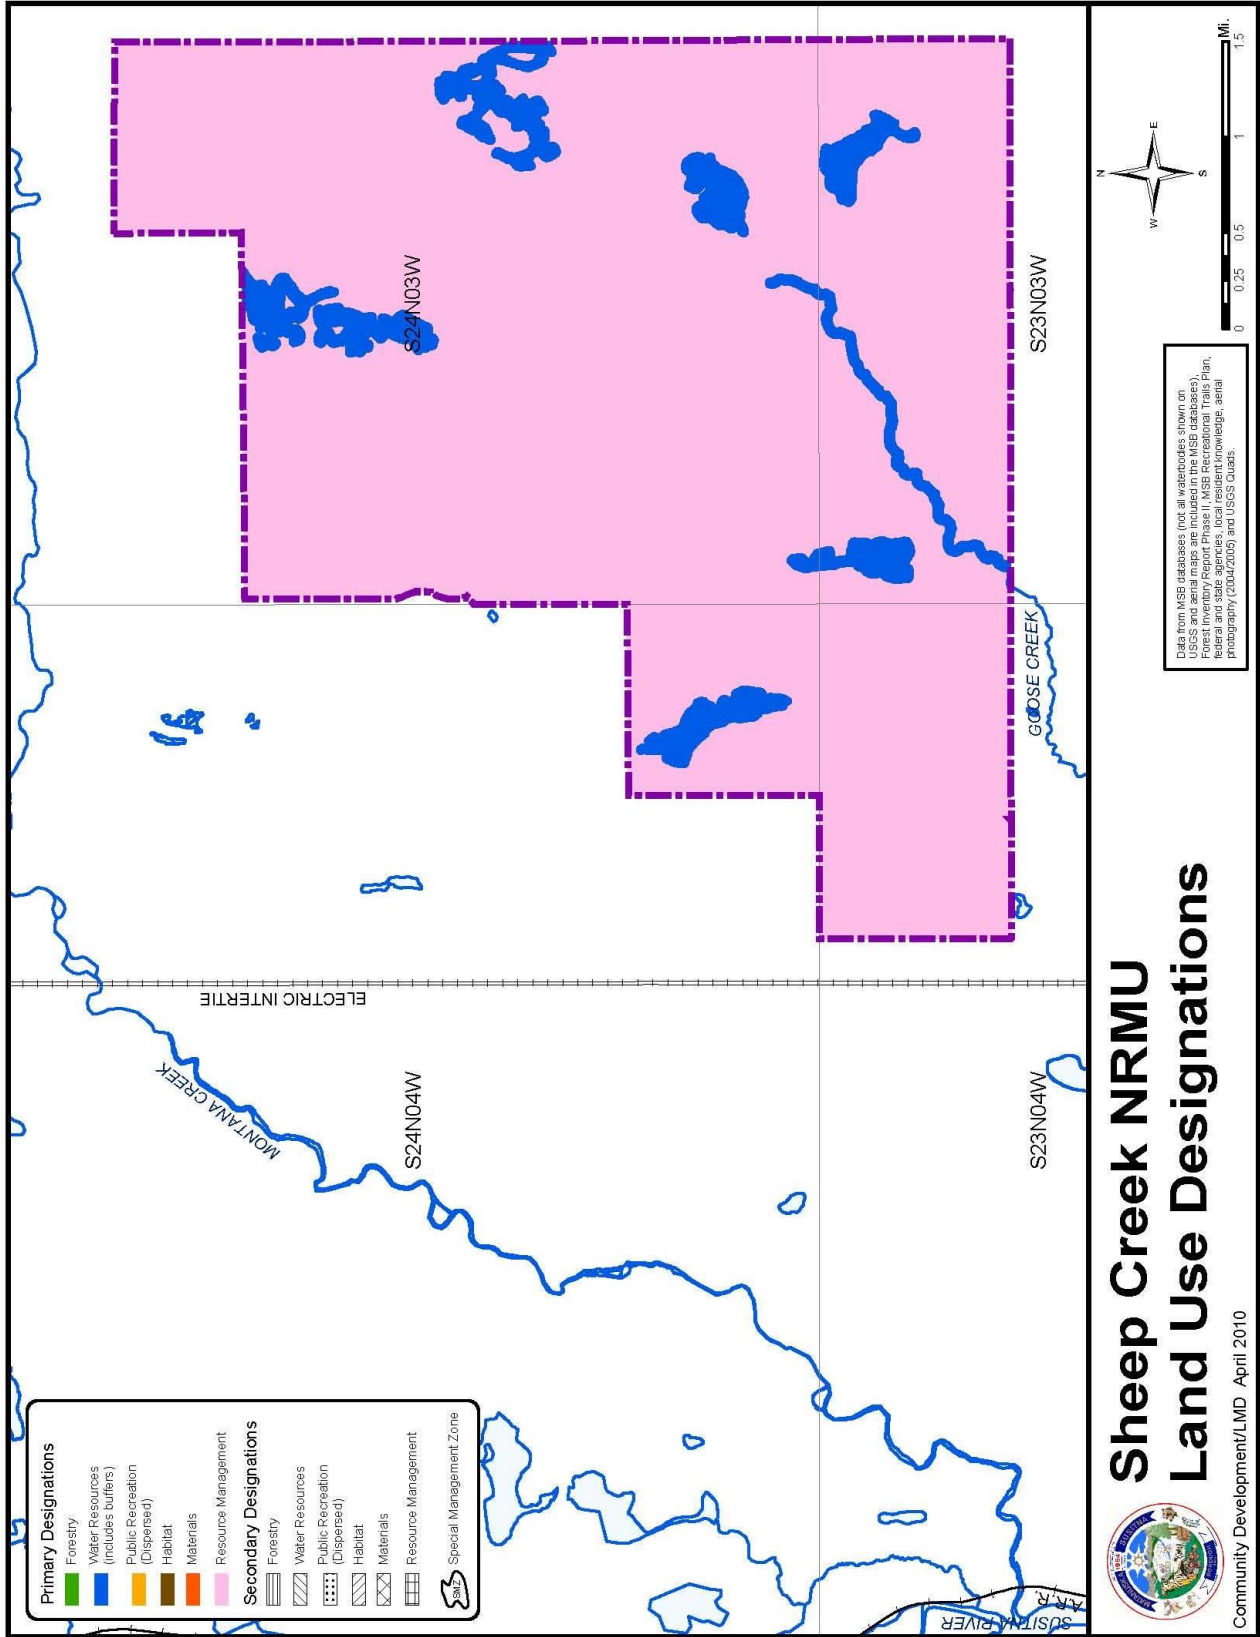 Primary Designations
Forestry
Water Resources
(includes buffers)
Public Recreation
(Dispersed)
Habitat
Materials
Resource Management
Secondary Designations
Forestry
Water Resources
Public Recreation
(Dispersed)
Habitat
Materials
Resource Management
SMZ Special Management Zone
MONTANA CREEK
ELECTRIC INTERTIE
S24N04W
S24N03W
SUSITNA RIVER
A.R.R.
S23N04W
GOOSE CREEK
S23N03W
Sheep Creek NRMU
Land Use Designations
Community Development/LMD April 2010
Data from MSB databases (not all waterbodies shown on
USGS and aerial maps are included in the MSB databases),
Forest Inventory Report Phase II, MSB Recreational Trails Plan,
federal and state agencies, local resident knowledge, aerial
photography (2004/2005) and USGS Quads.
N
W
E
S
0 0.25 0.5 1 1.5
Mi.
MATANUSKA SUSITNA
1964